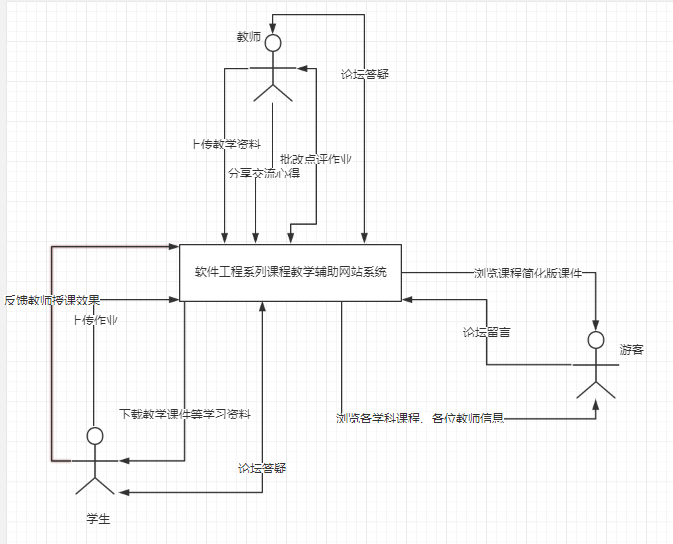 教师
论坛答疑
上传教学资料
批改点评作业
分享交流心得
软件工程系列课程教学辅助网站系统
浏览课程简化版课件
反馈教师授课效果
上传作业
论坛留言
游客
下载教学课件等学习资料
浏览各学科课程、各位教师信息
论坛答疑
学生